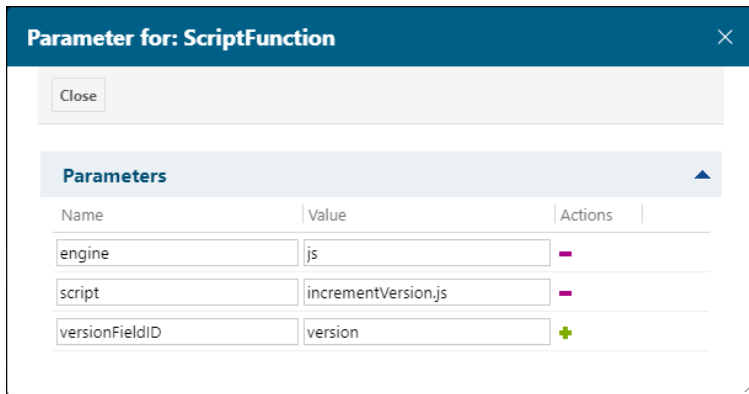 Parameter for: ScriptFunction
Close
Parameters
Name Value Actions
engine js
script incrementVersion.js
versionFieldID version